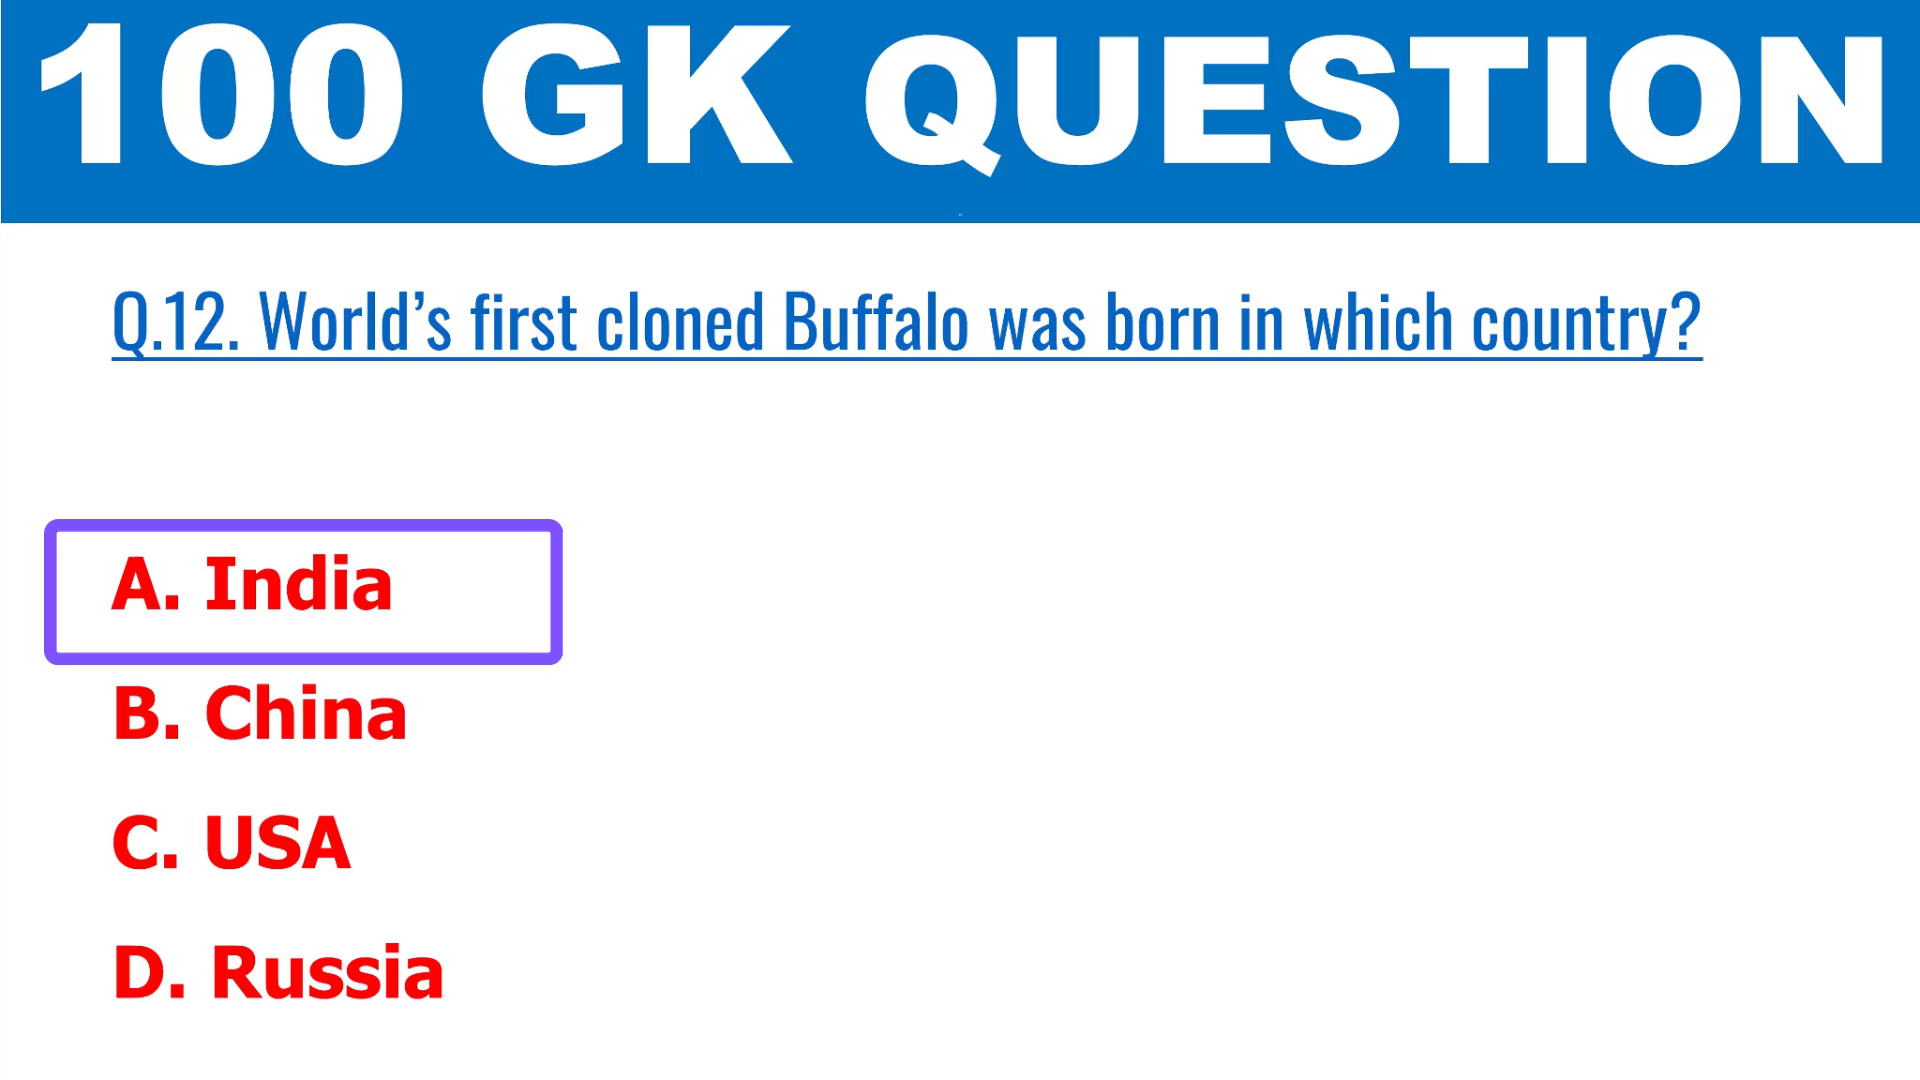 100 GK QUESTION
Q.12. World’s first cloned Buffalo was born in which country?
A. India
B. China
C. USA
D. Russia